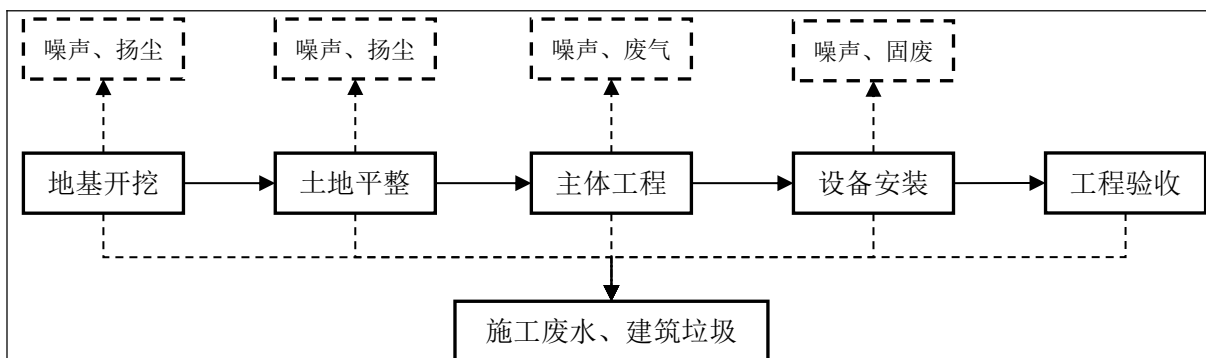 噪声、扬尘
噪声、扬尘
噪声、废气
噪声、固废
地基开挖
土地平整
主体工程
设备安装
工程验收
施工废水、建筑垃圾